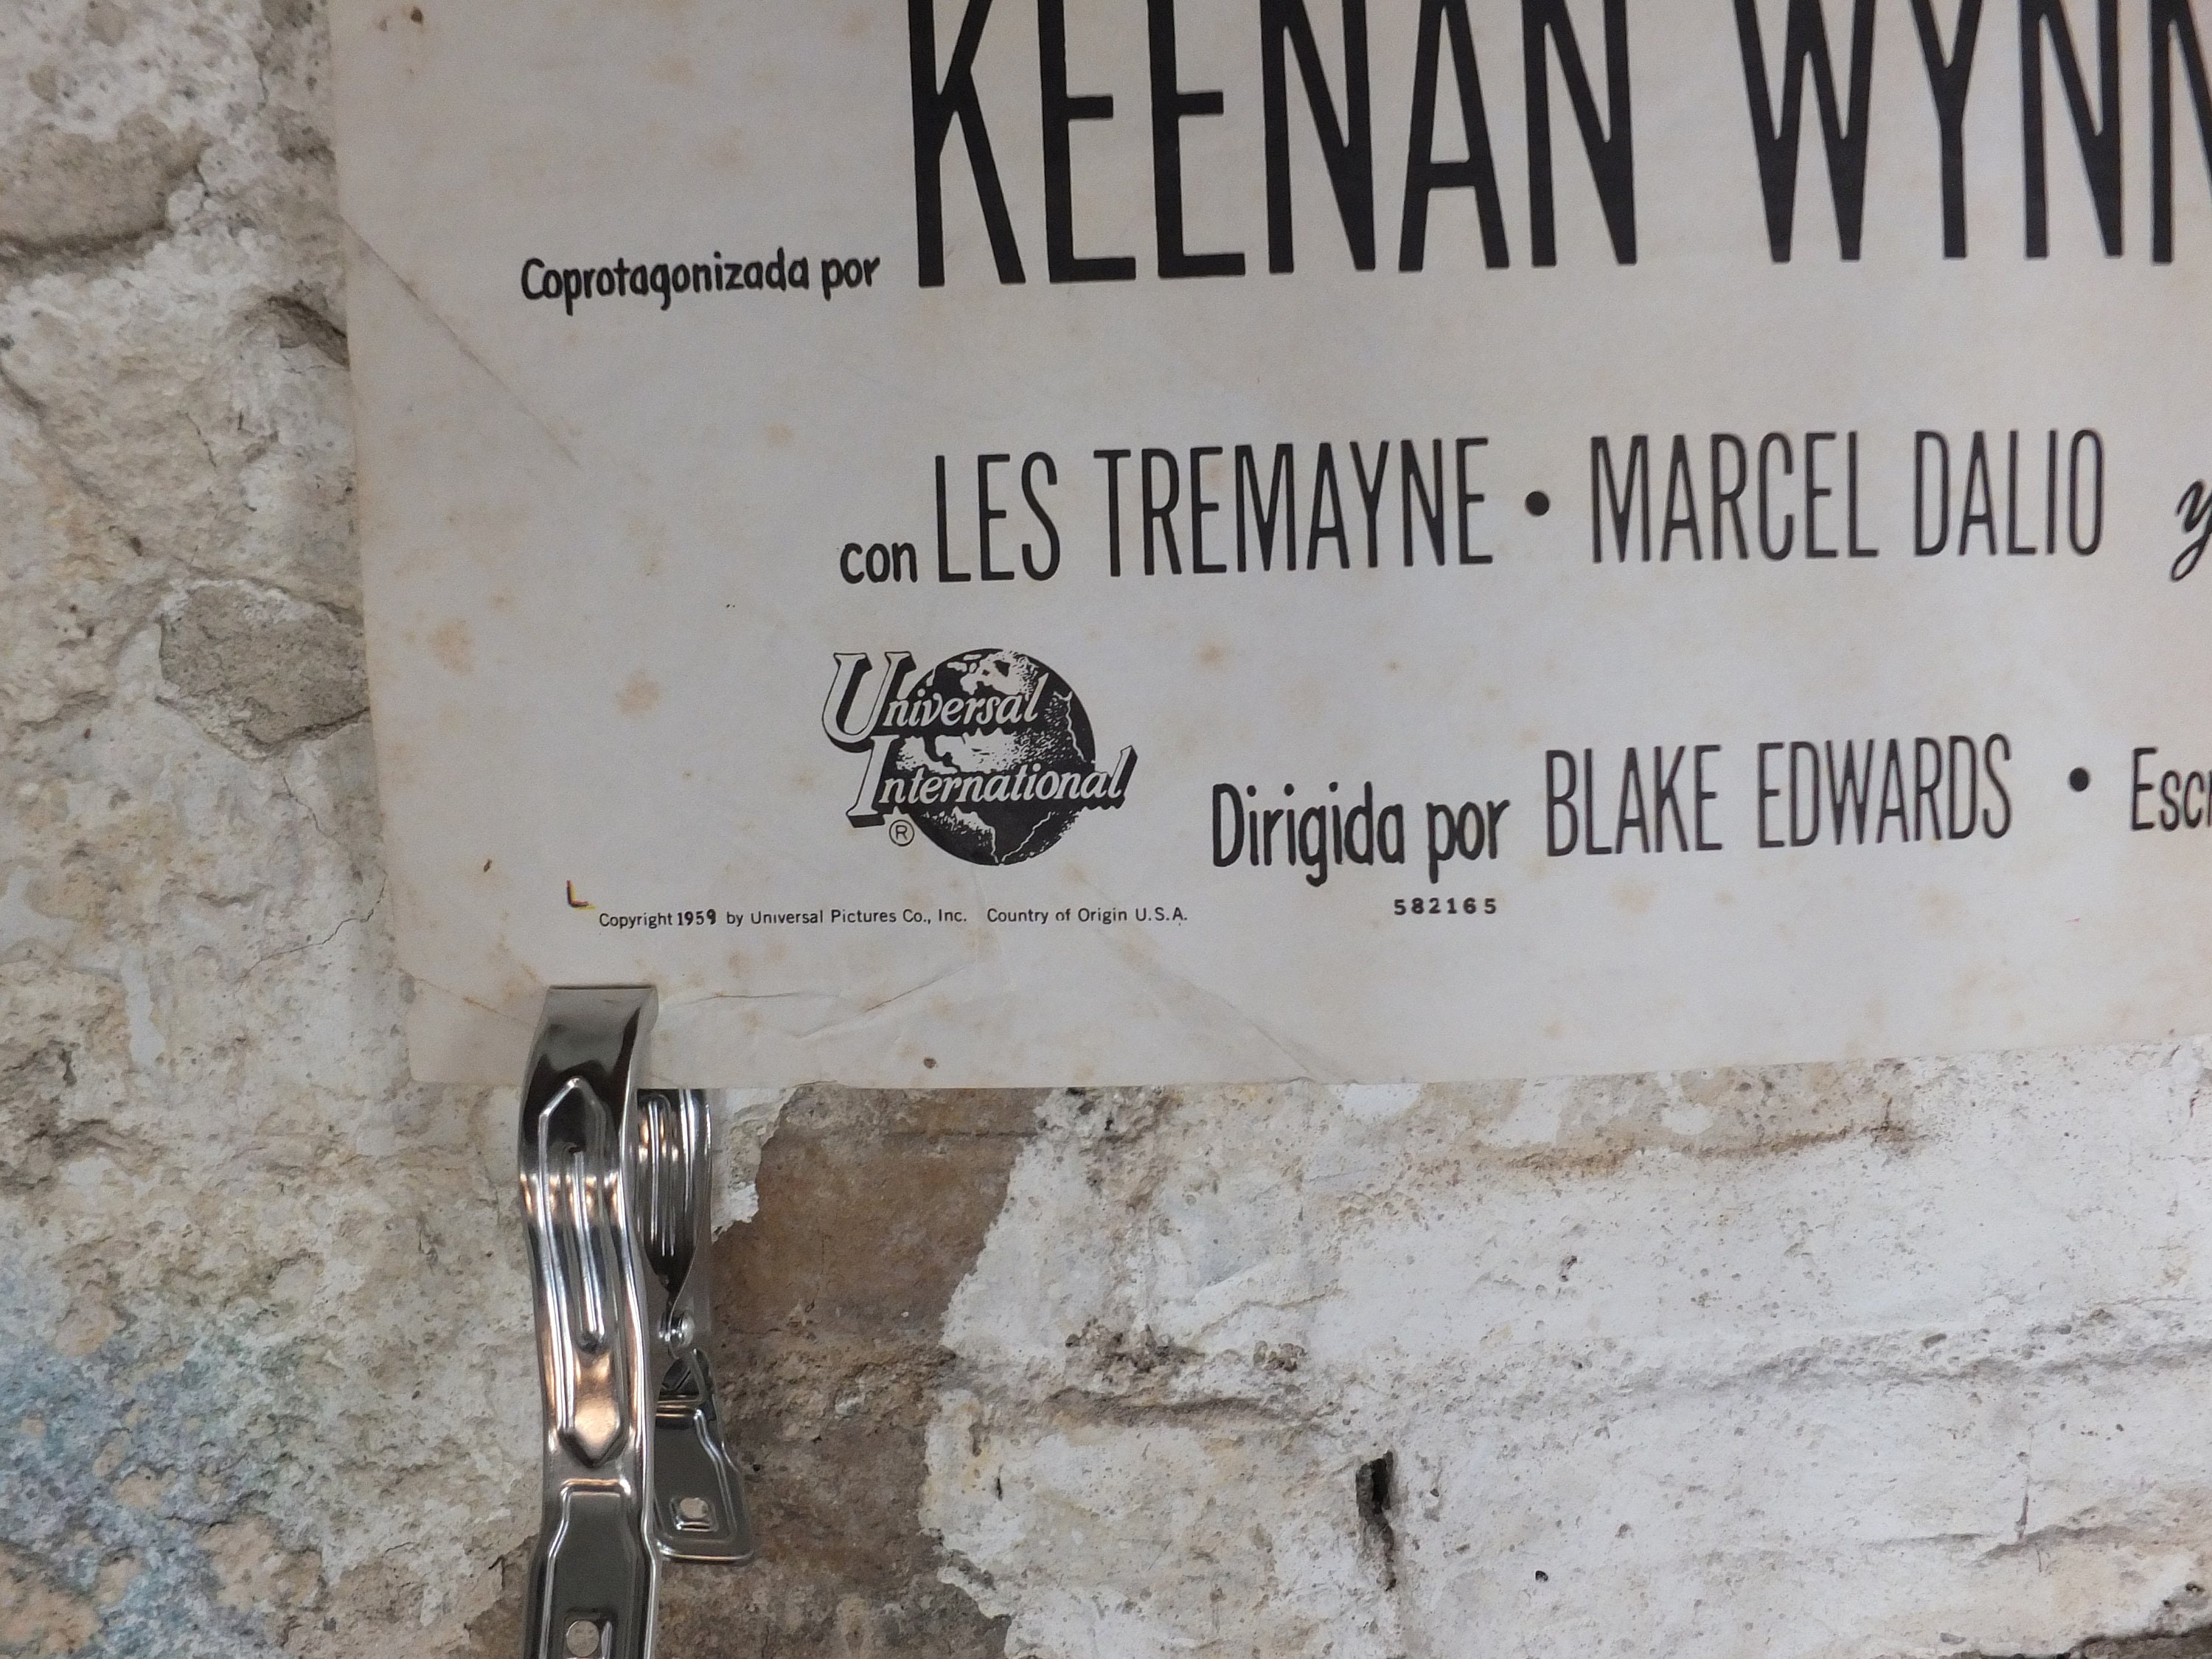 KEENAN WYNN
Coprotagonizada por
con LES TREMAYNE • MARCEL DALIO y
Universal
International
®
Dirigida por BLAKE EDWARDS •
Copyright 1959 by Universal Pictures Co., Inc. Country of Origin U.S.A.
582165